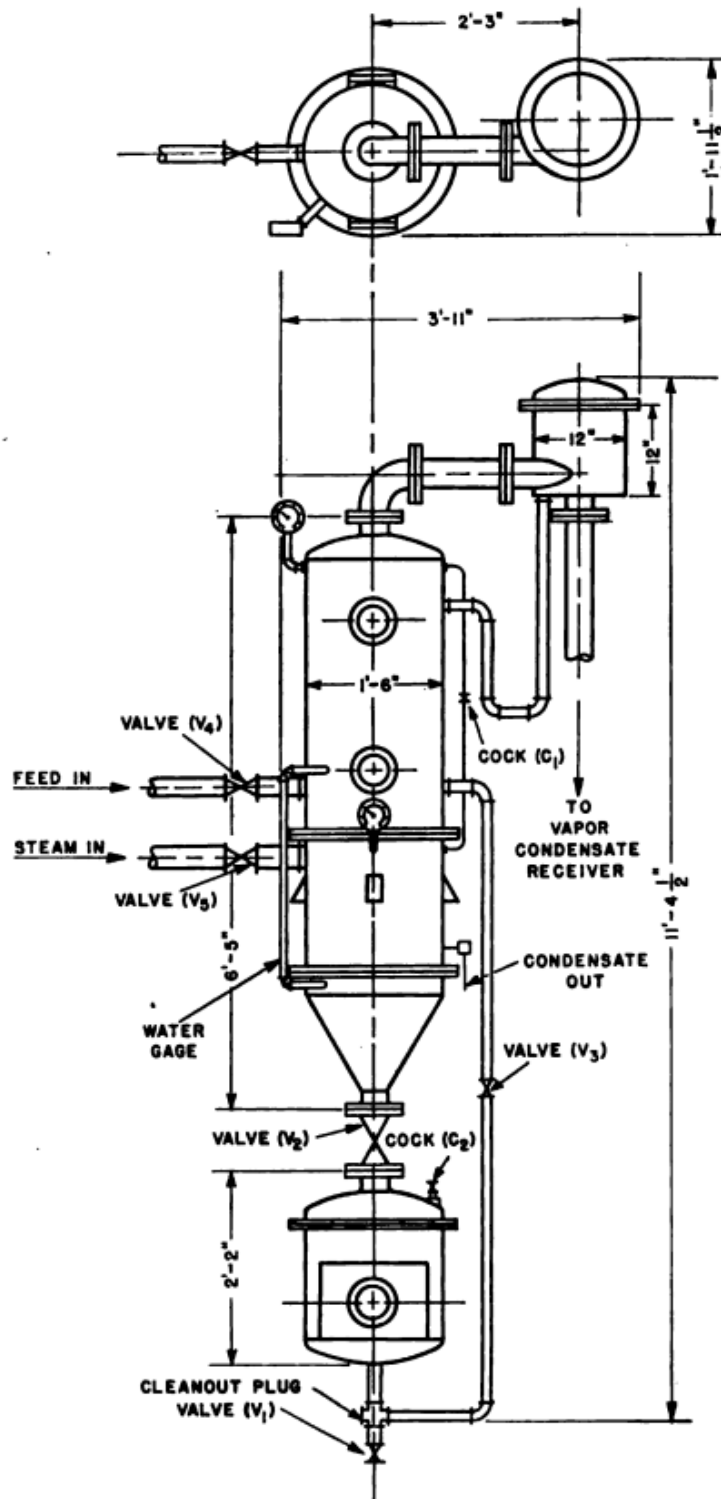 2'-3"
1'-11 1/8"
3'-11"
12"
12"
1'-6"
VALVE (V4)
COCK (C1)
FEED IN
TO
VAPOR
CONDENSATE
RECEIVER
STEAM IN
VALVE (V5)
11'-4 1/2"
6'-5"
CONDENSATE
OUT
WATER
GAGE
VALVE (V3)
VALVE (V2)
COCK (C2)
2'-2"
CLEANOUT PLUG
VALVE (V1)